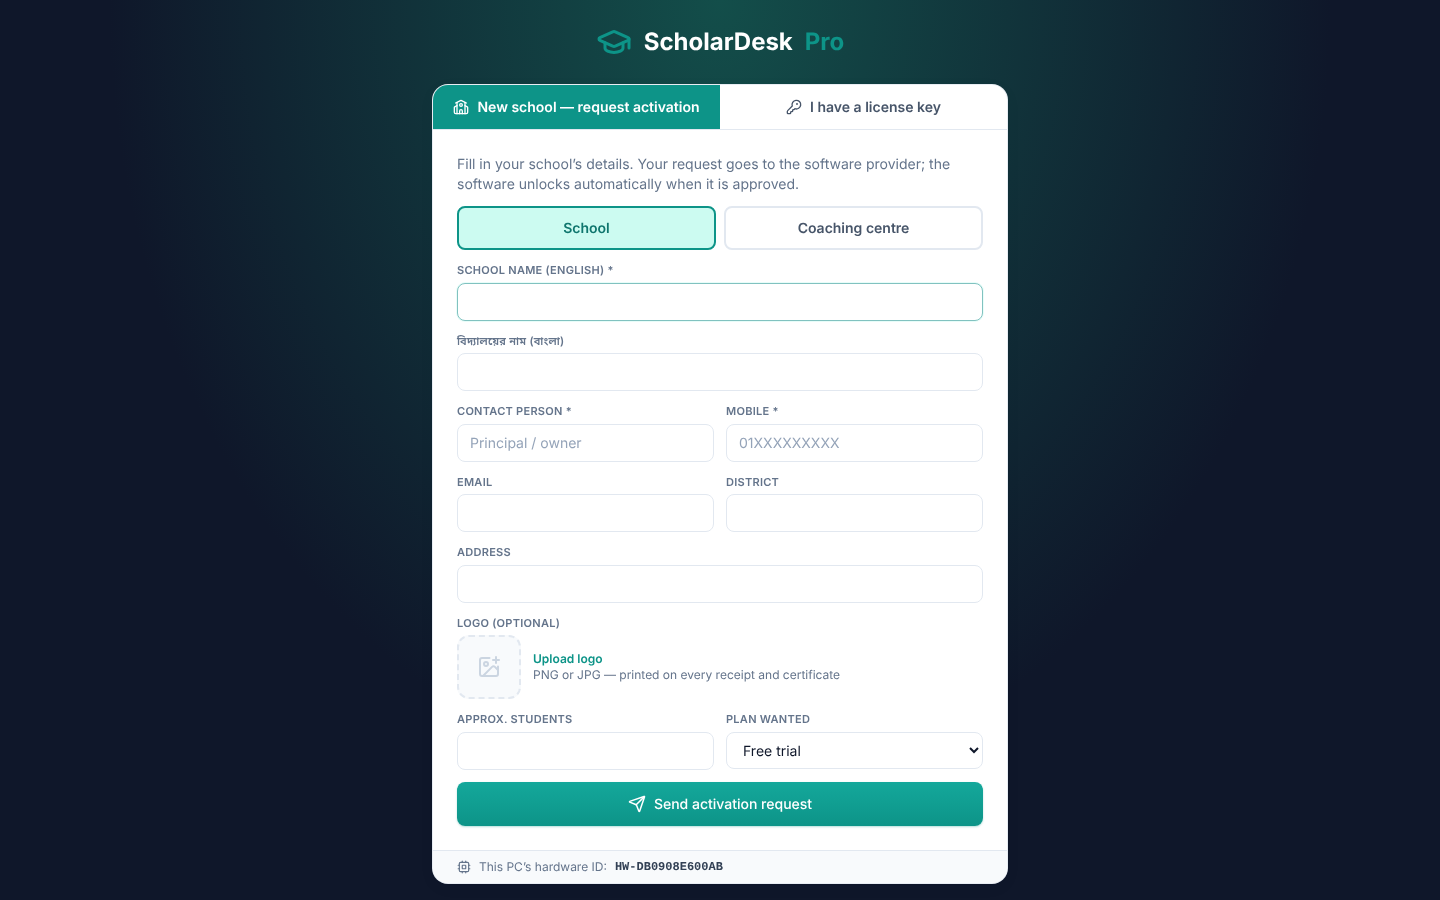 ScholarDesk Pro
New school — request activation
I have a license key
Fill in your school’s details. Your request goes to the software provider; the
software unlocks automatically when it is approved.
School
Coaching centre
SCHOOL NAME (ENGLISH) *
বিদ্যালয়ের নাম (বাংলা)
CONTACT PERSON *
MOBILE *
Principal / owner
01XXXXXXXXX
EMAIL
DISTRICT
ADDRESS
LOGO (OPTIONAL)
Upload logo
PNG or JPG — printed on every receipt and certificate
APPROX. STUDENTS
PLAN WANTED
Free trial
Send activation request
This PC’s hardware ID: HW-DB0908E600AB